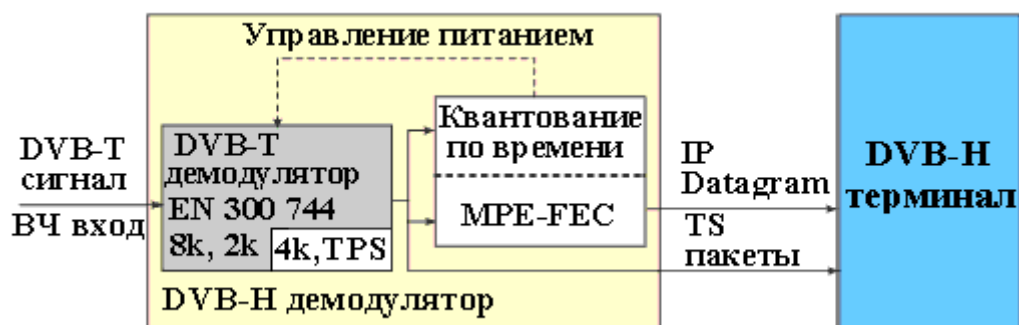 Управление питанием
DVB-T
сигнал
ВЧ вход
DVB-T
демодулятор
EN 300 744
8k, 2k
4k, TPS
Квантование
по времени
MPE-FEC
DVB-H демодулятор
IP
Datagram
TS
пакеты
DVB-H
терминал